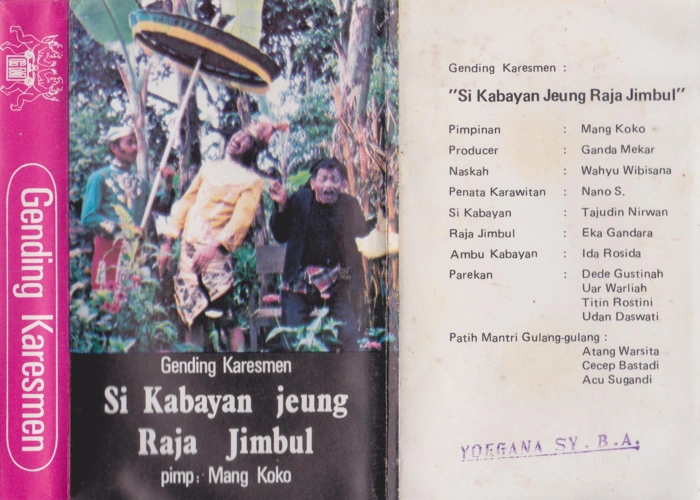 GW
Gending Karesmen
Gending Karesmen
Si Kabayan jeung
Raja Jimbul
pimp: Mang Koko
Gending Karesmen :
"Si Kabayan Jeung Raja Jimbul"
Pimpinan : Mang Koko
Producer : Ganda Mekar
Naskah : Wahyu Wibisana
Penata Karawitan : Nano S.
Si Kabayan : Tajudin Nirwan
Raja Jimbul : Eka Gandara
Ambu Kabayan : Ida Rosida
Parekan : Dede Gustinah
Uar Warliah
Titin Rostini
Udan Daswati
Patih Mantri Gulang-gulang :
Atang Warsita
Cecep Bastadi
Acu Sugandi
YOEGANA SY. B.A.